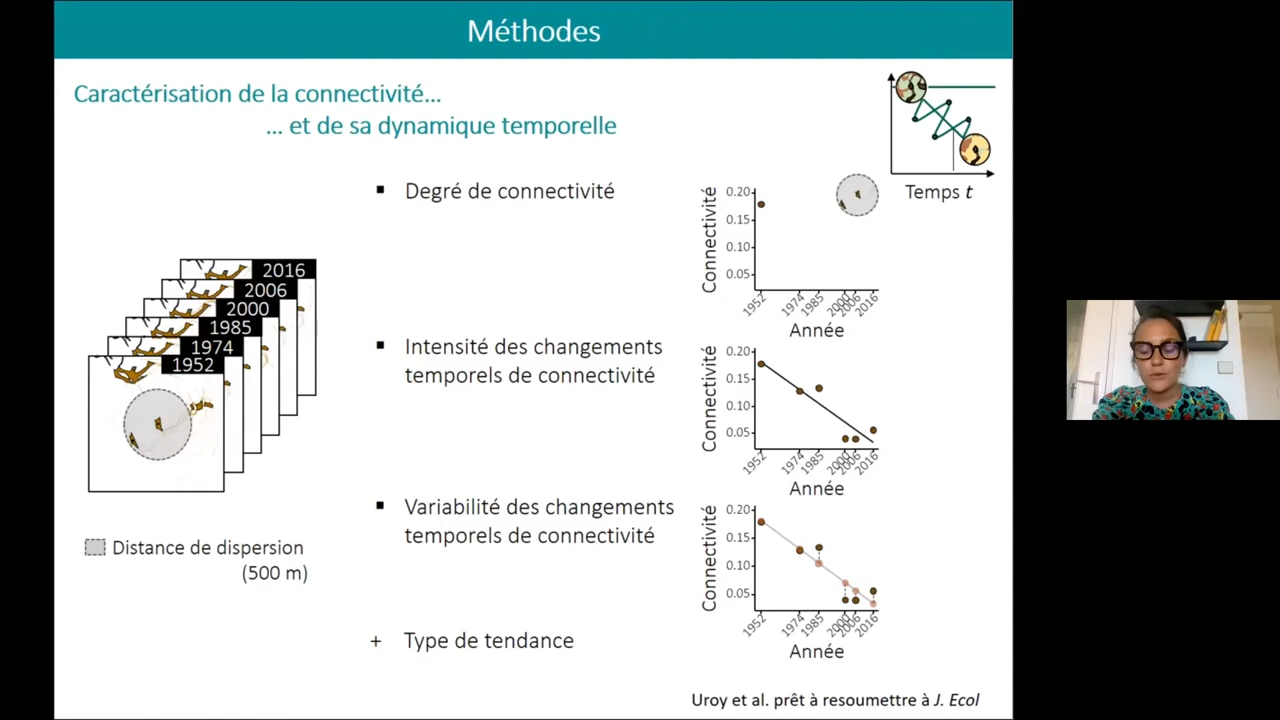 Méthodes
Caractérisation de la connectivité...
... et de sa dynamique temporelle
Temps t
▪ Degré de connectivité
Connectivité
0.20
0.15
0.10
0.05
1952
1974
1985
2000
2006
2016
Année
2016
2006
2000
1985
1974
1952
Distance de dispersion
(500 m)
▪ Intensité des changements
temporels de connectivité
Connectivité
0.20
0.15
0.10
0.05
1952
1974
1985
2000
2006
2016
Année
▪ Variabilité des changements
temporels de connectivité
Connectivité
0.20
0.15
0.10
0.05
1952
1974
1985
2000
2006
2016
Année
+ Type de tendance
Uroy et al. prêt à resoumettre à J. Ecol